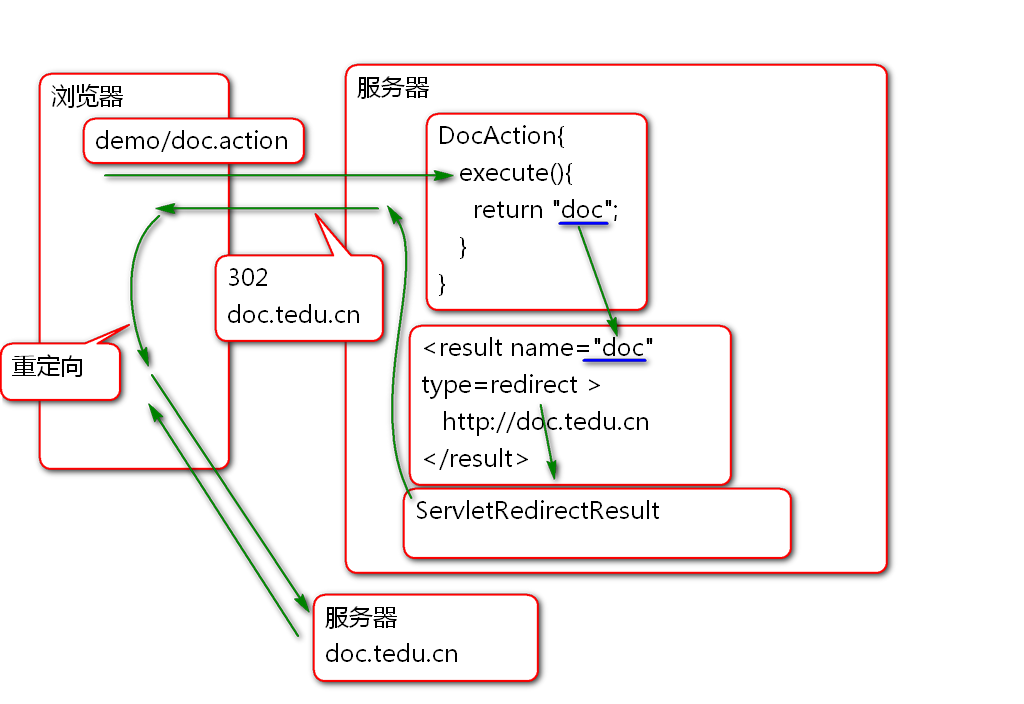 浏览器
demo/doc.action
服务器
DocAction{
execute(){
return "doc";
}
}
302
doc.tedu.cn
重定向
<result name="doc"
type=redirect >
http://doc.tedu.cn
</result>
ServletRedirectResult
服务器
doc.tedu.cn